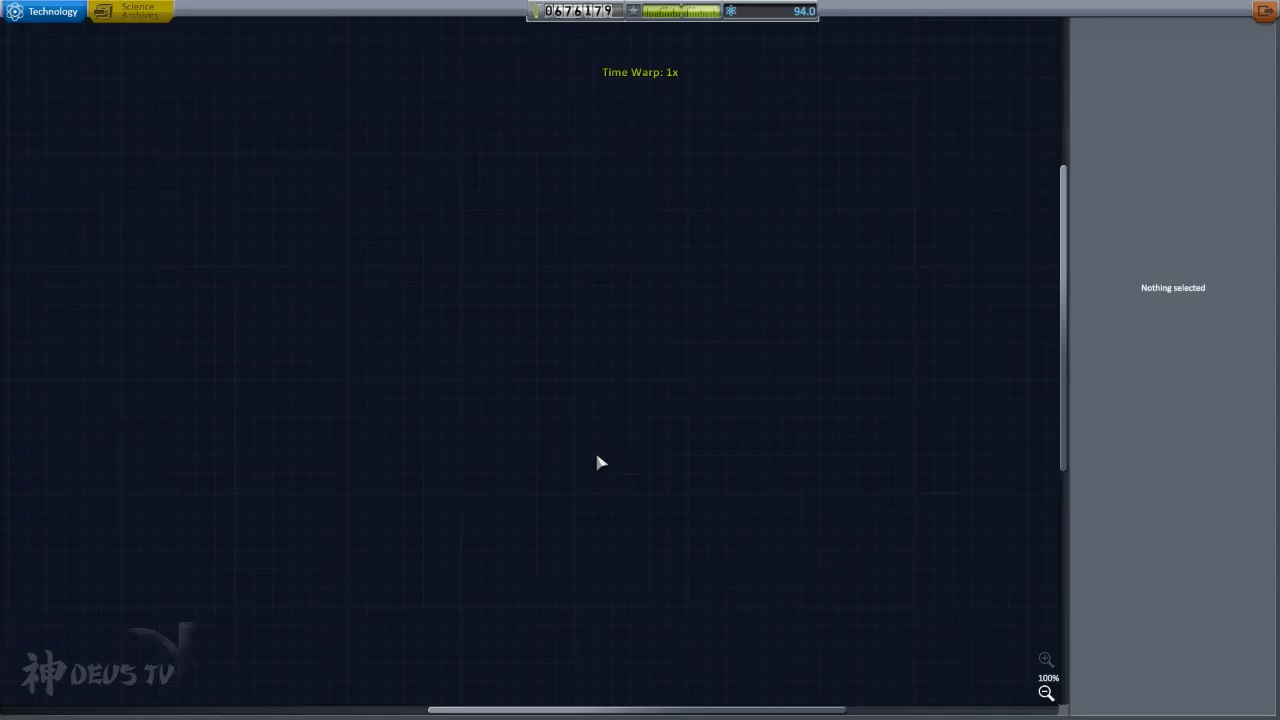 Technology
Science
Archives
0676179
94.0
Time Warp: 1x
Nothing selected
100%
神 DEUS TV